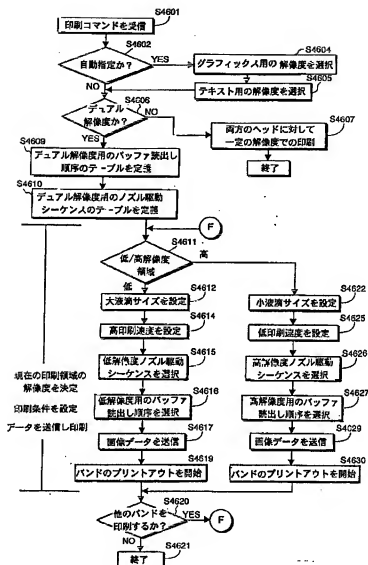 S4601
印刷コマンドを受信
S4602
自動指定か?
YES
NO
S4604
グラフィックス用の解像度を選択
S4605
テキスト用の解像度を選択
S4606
デュアル
解像度か?
NO
YES
S4607
両方のヘッドに対して
一定の解像度での印刷
終了
S4609
デュアル解像度用のバッファ読出し
順序のテーブルを定義
S4610
デュアル解像度用のノズル駆動
シーケンスのテーブルを定義
F
S4611
低/高解像度
領域
低
高
S4612
大液滴サイズを設定
S4614
高印刷速度を設定
S4615
低解像度ノズル駆動
シーケンスを選択
S4616
低解像度用のバッファ
読出し順序を選択
S4617
画像データを送信
S4619
バンドのプリントアウトを開始
S4622
小液滴サイズを設定
S4625
低印刷速度を設定
S4626
高解像度ノズル駆動
シーケンスを選択
S4627
高解像度用のバッファ
読出し順序を選択
S4629
画像データを送信
S4630
バンドのプリントアウトを開始
現在の印刷領域の
解像度を決定
印刷条件を設定
データを送信し印刷
S4620
他のバンドを
印刷するか?
YES
F
NO
S4621
終了